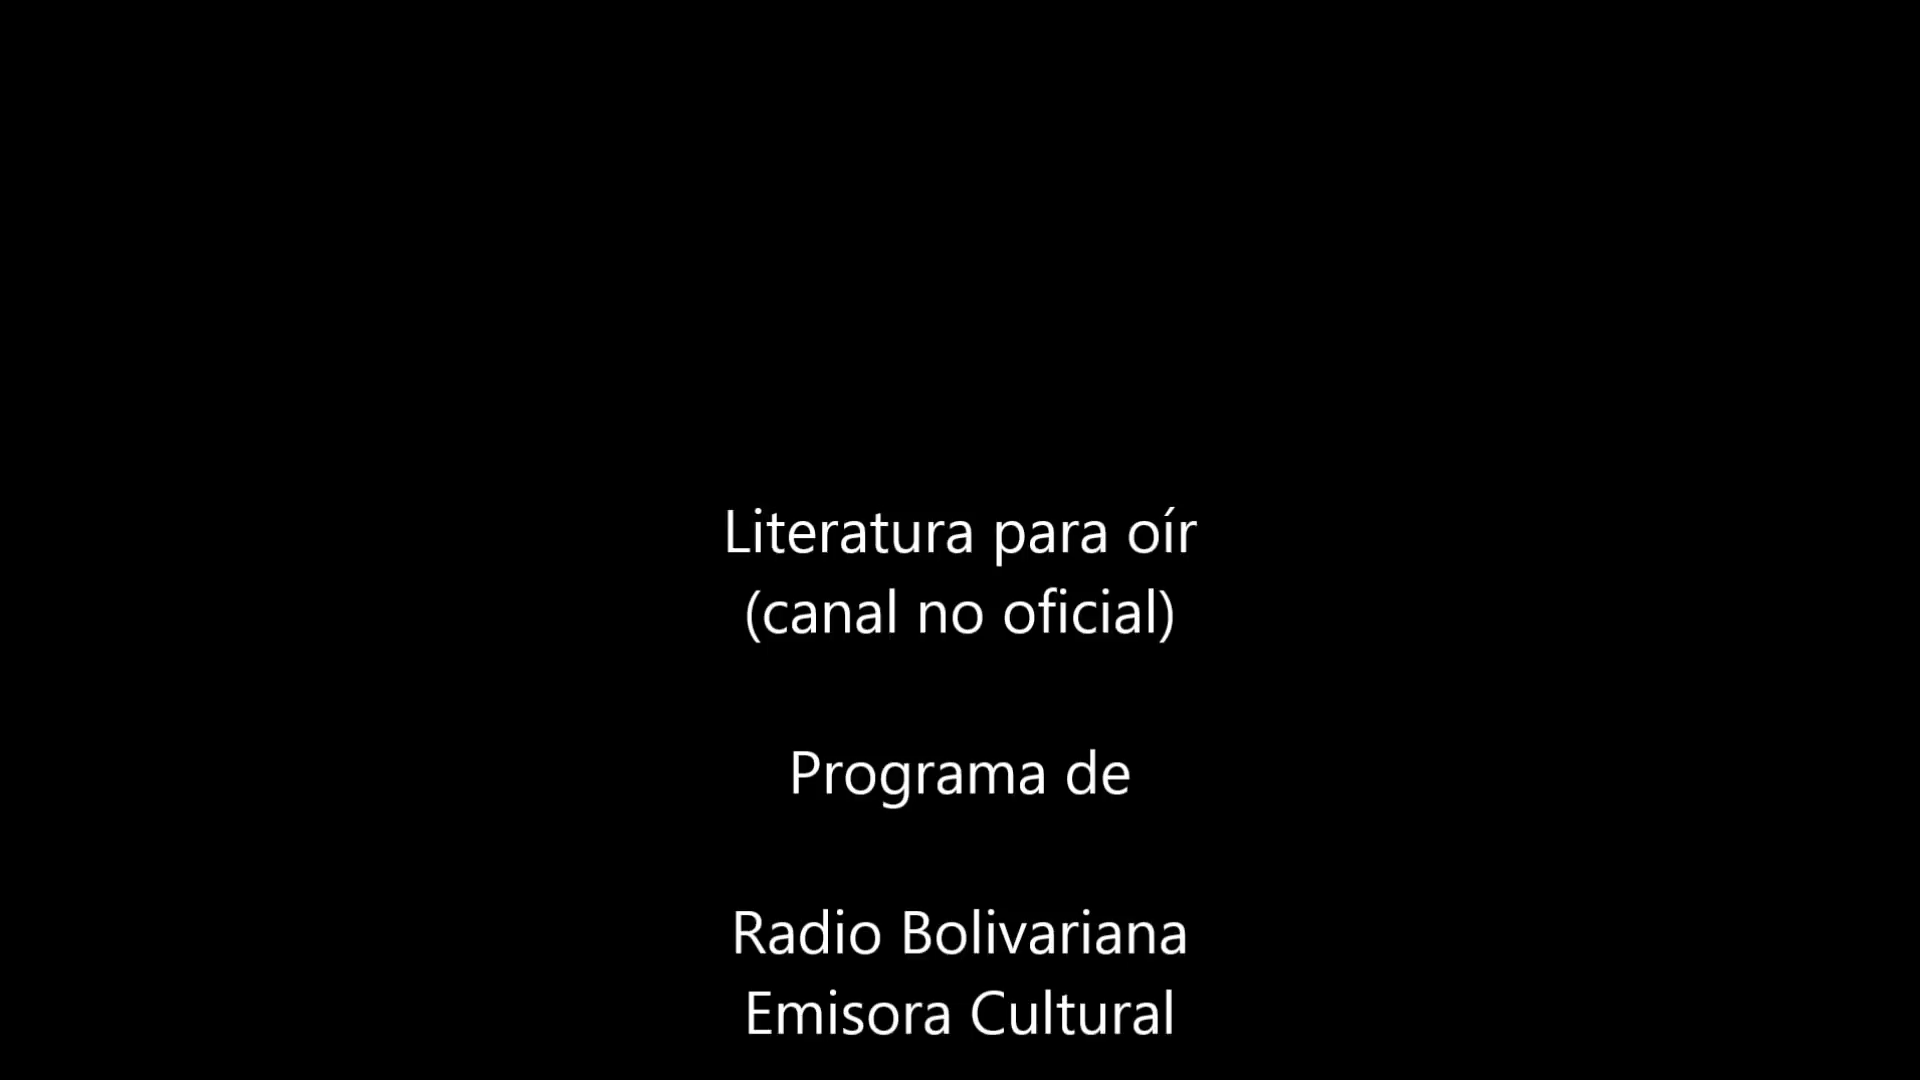 Literatura para oír
(canal no oficial)
Programa de
Radio Bolivariana
Emisora Cultural